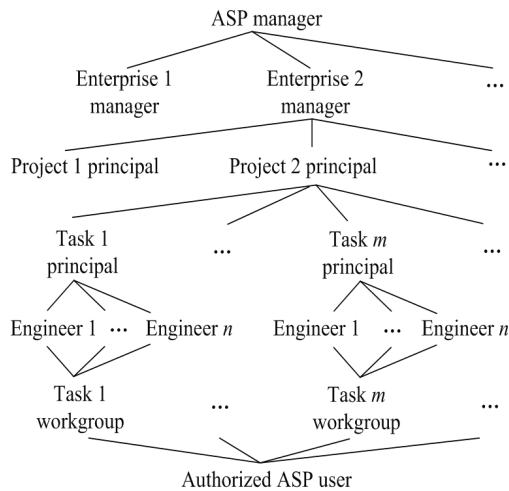 ASP manager
Enterprise 1 manager
Enterprise 2 manager
...
Project 1 principal
Project 2 principal
...
Task 1 principal
...
Task m principal
...
Engineer 1
...
Engineer n
Engineer 1
...
Engineer n
Task 1 workgroup
...
Task m workgroup
...
Authorized ASP user